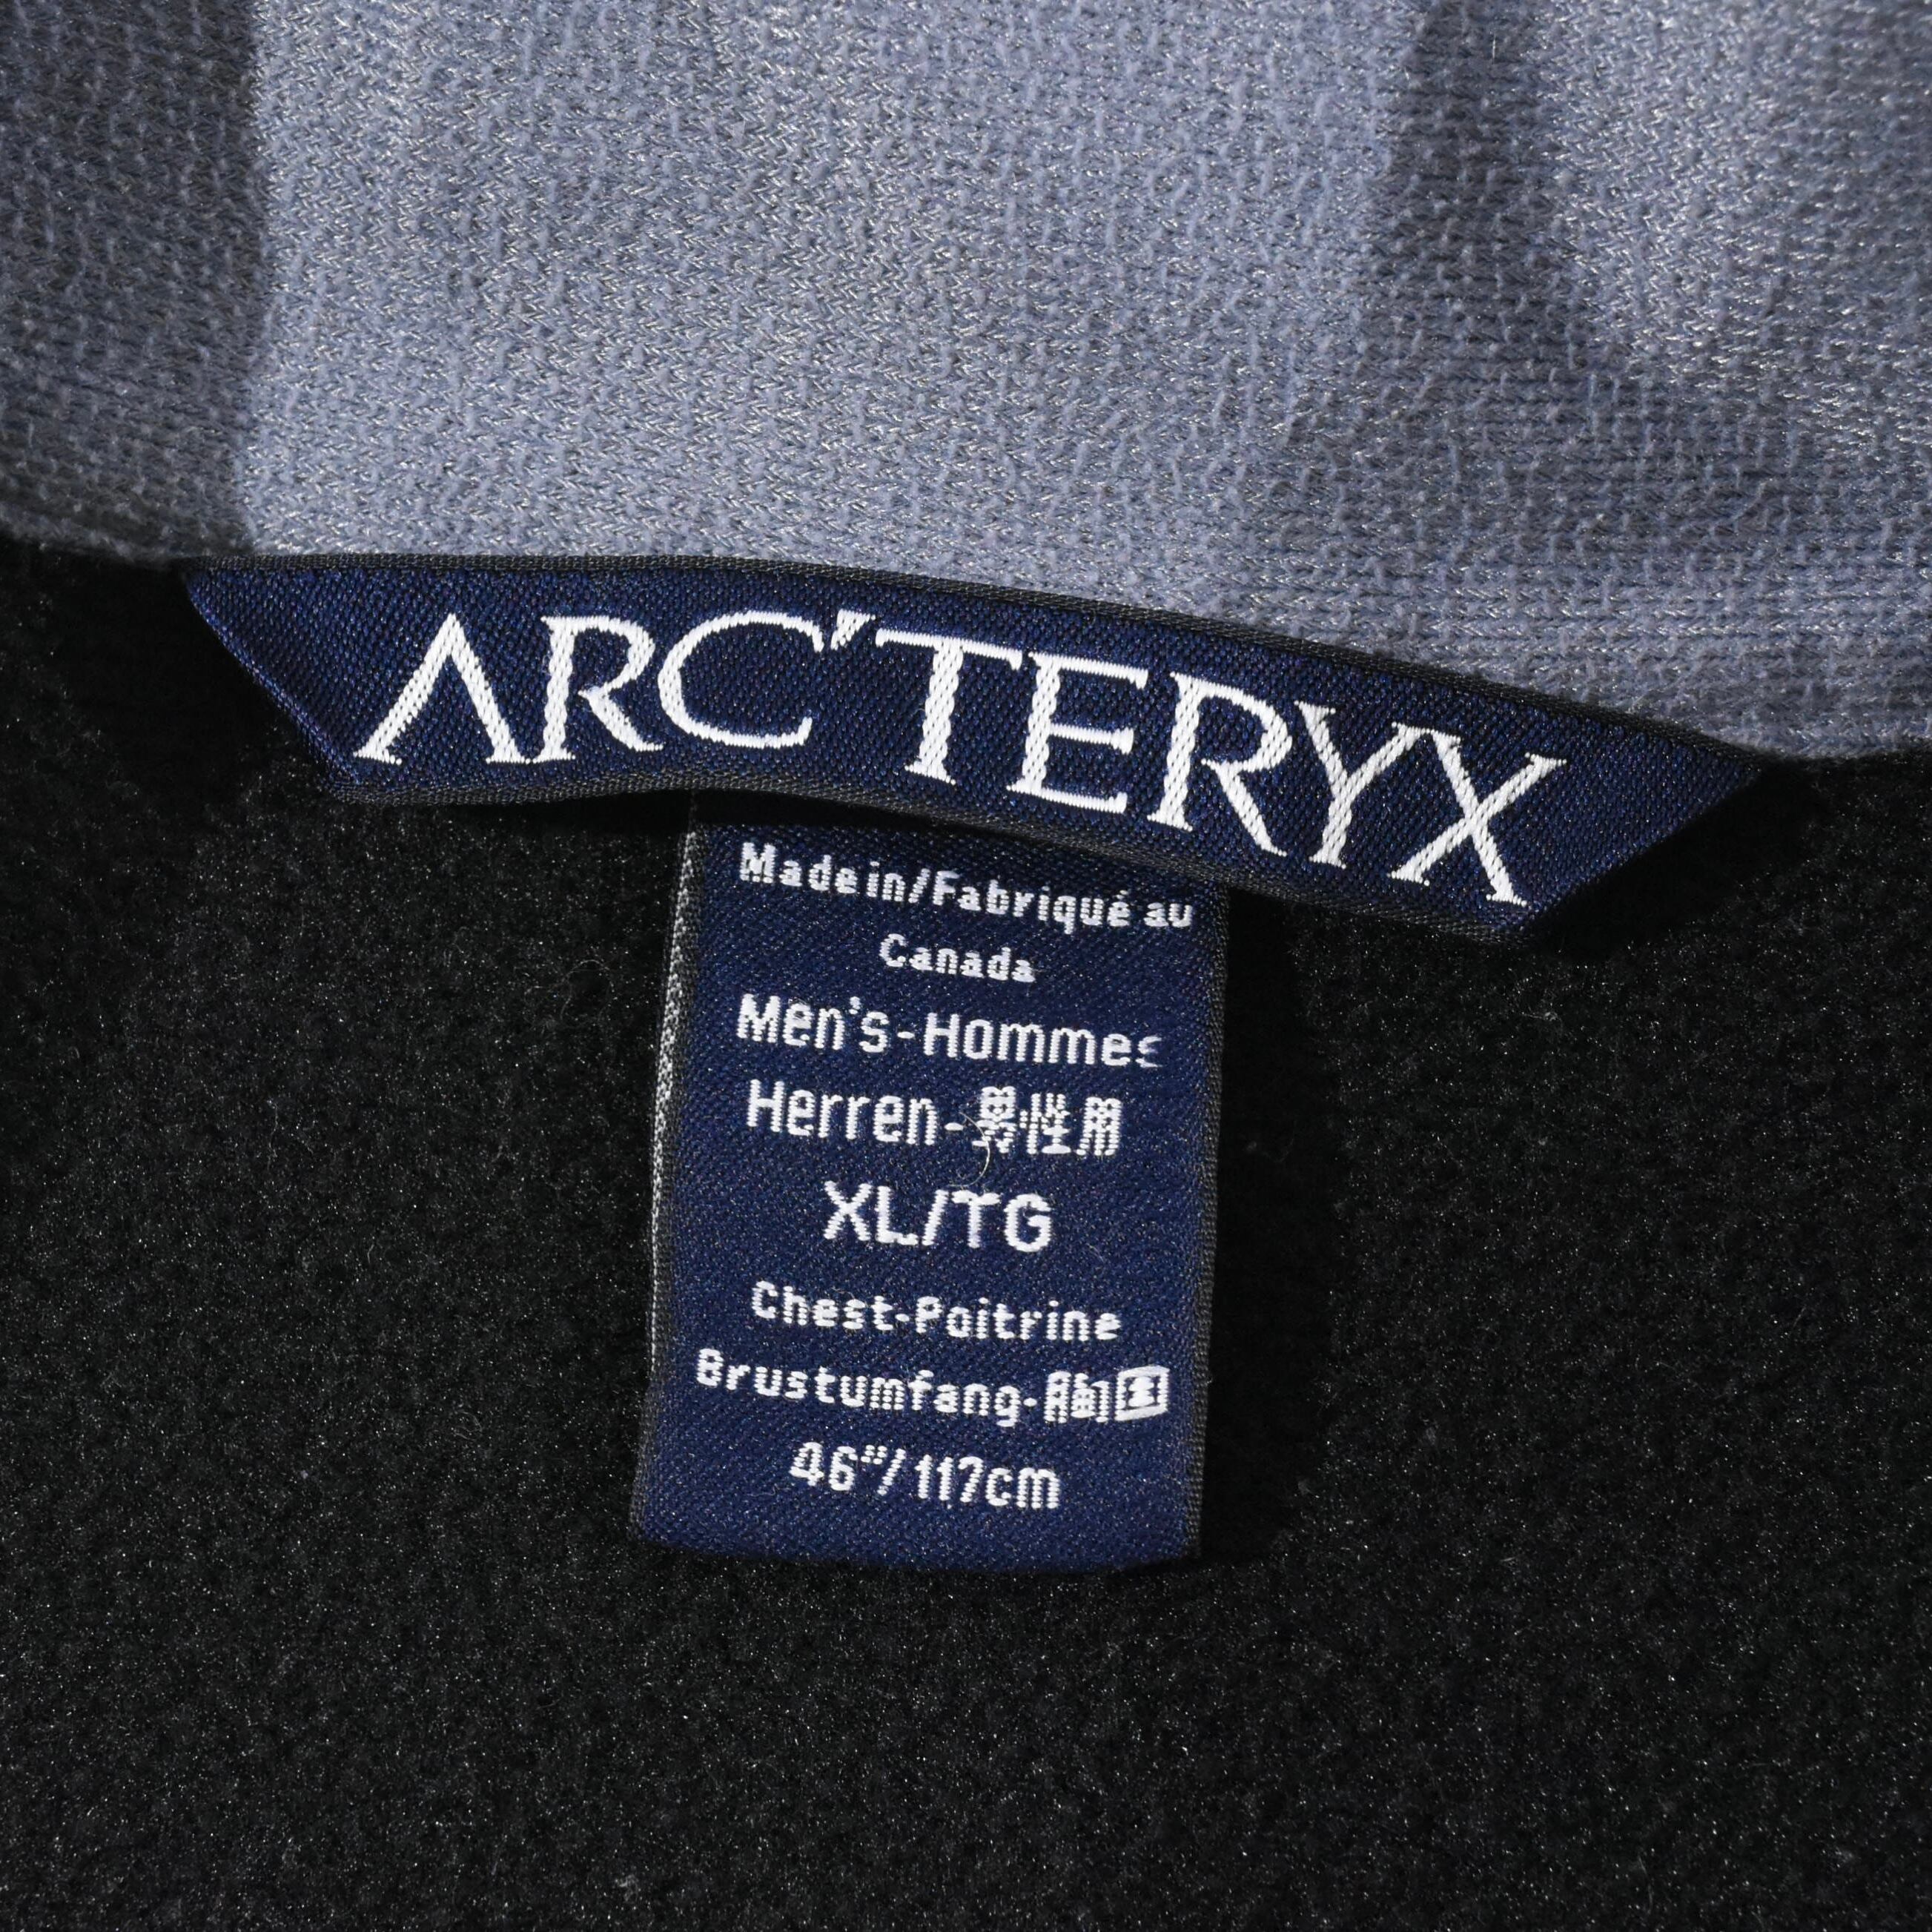 ARC'TERYX
Made in/Fabriqué au
Canada
Men's-Hommes
Herren-男性用
XL/TG
Chest-Poitrine
Brustumfang-胸囲
46"/117cm